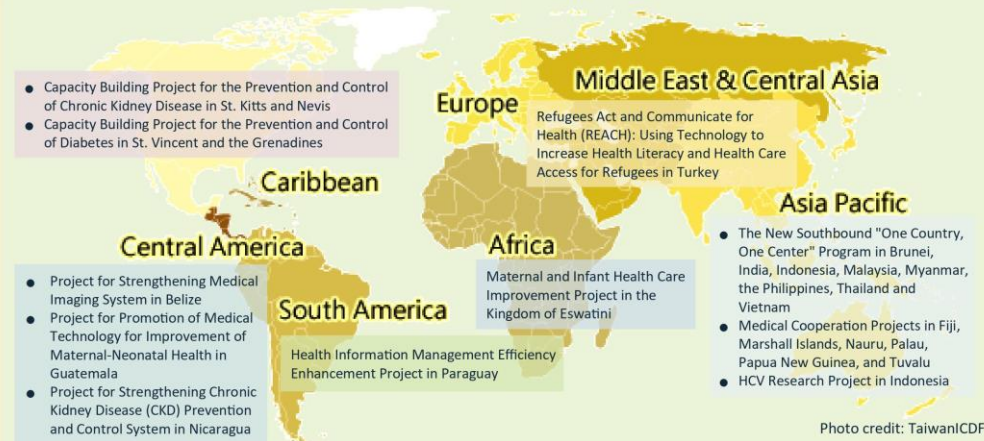 ● Capacity Building Project for the Prevention and Control
of Chronic Kidney Disease in St. Kitts and Nevis
● Capacity Building Project for the Prevention and Control
of Diabetes in St. Vincent and the Grenadines
Caribbean
Europe
Middle East & Central Asia
Refugees Act and Communicate for
Health (REACH): Using Technology to
Increase Health Literacy and Health Care
Access for Refugees in Turkey
Central America
● Project for Strengthening Medical
Imaging System in Belize
● Project for Promotion of Medical
Technology for Improvement of
Maternal-Neonatal Health in
Guatemala
● Project for Strengthening Chronic
Kidney Disease (CKD) Prevention
and Control System in Nicaragua
South America
Health Information Management Efficiency
Enhancement Project in Paraguay
Africa
Maternal and Infant Health Care
Improvement Project in the
Kingdom of Eswatini
Asia Pacific
● The New Southbound "One Country,
One Center" Program in Brunei,
India, Indonesia, Malaysia, Myanmar,
the Philippines, Thailand and
Vietnam
● Medical Cooperation Projects in Fiji,
Marshall Islands, Nauru, Palau,
Papua New Guinea, and Tuvalu
● HCV Research Project in Indonesia
Photo credit: TaiwanICDF